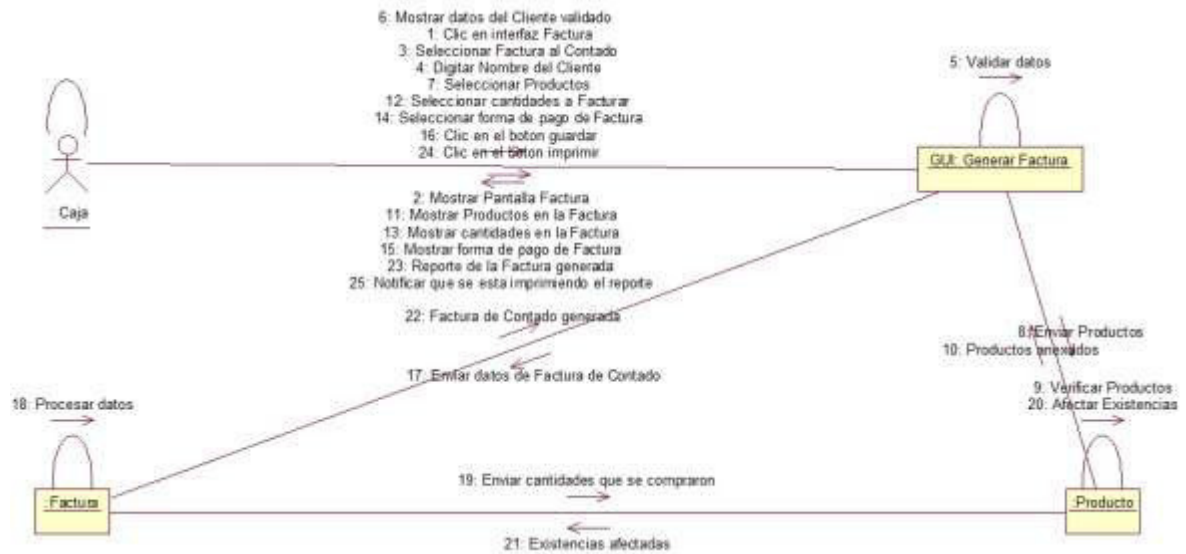 6: Mostrar datos del Cliente validado
1: Clic en interfaz Factura
3: Seleccionar Factura al Contado
4: Digitar Nombre del Cliente
7: Seleccionar Productos
12: Seleccionar cantidades a Facturar
14: Seleccionar forma de pago de Factura
16: Clic en el boton guardar
24: Clic en el boton imprimir
5: Validar datos
GUI: Generar Factura
Caja
2: Mostrar Pantalla Factura
11: Mostrar Productos en la Factura
13: Mostrar cantidades en la Factura
15: Mostrar forma de pago de Factura
23: Reporte de la Factura generada
25: Notificar que se esta imprimiendo el reporte
22: Factura de Contado generada
8: Enviar Productos
10: Productos anexados
17: Enviar datos de Factura de Contado
9: Verificar Productos
20: Afectar Existencias
18: Procesar datos
19: Enviar cantidades que se compraron
:Factura
:Producto
21: Existencias afectadas